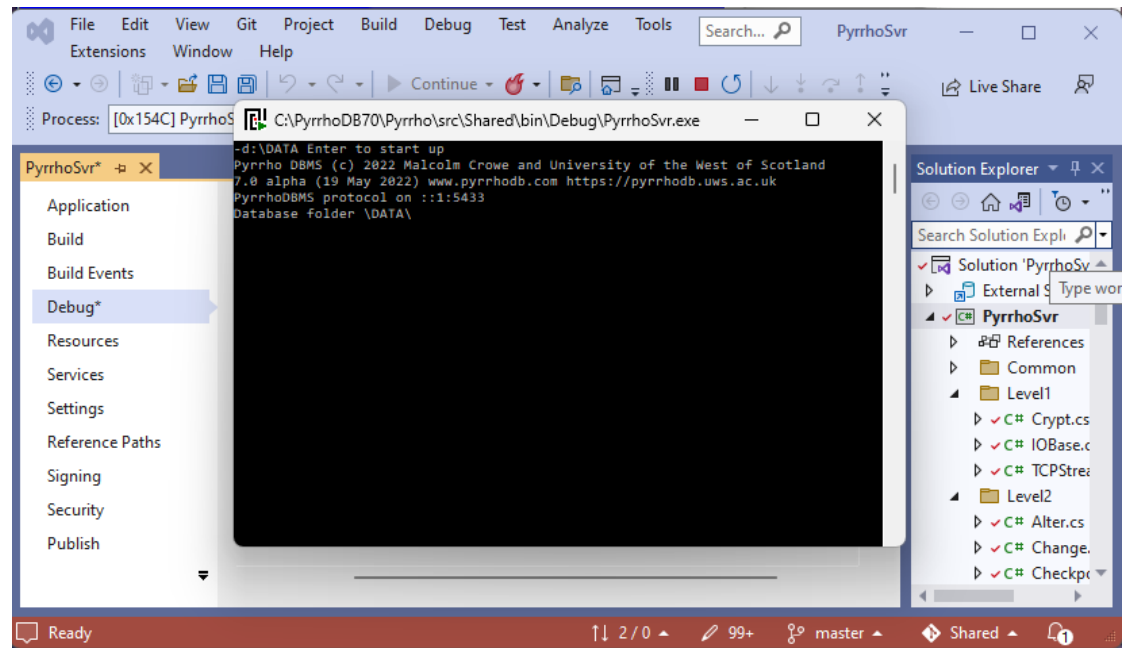 File Edit View Git Project Build Debug Test Analyze Tools Search... PyrrhoSvr
Extensions Window Help
Continue Live Share
Process: [0x154C] PyrrhoS
C:\PyrrhoDB70\Pyrrho\src\Shared\bin\Debug\PyrrhoSvr.exe
-d:\DATA Enter to start up
Pyrrho DBMS (c) 2022 Malcolm Crowe and University of the West of Scotland
7.0 alpha (19 May 2022) www.pyrrhodb.com https://pyrrhodb.uws.ac.uk
PyrrhoDBMS protocol on ::1:5433
Database folder \DATA\
PyrrhoSvr*
Application
Build
Build Events
Debug*
Resources
Services
Settings
Reference Paths
Signing
Security
Publish
Solution Explorer
Search Solution Expl
Solution 'PyrrhoSv
External S
Type wor
C# PyrrhoSvr
References
Common
Level1
C# Crypt.cs
C# IOBase.c
C# TCPStrea
Level2
C# Alter.cs
C# Change.
C# Checkpo
Ready 2 / 0 99+ master Shared 1